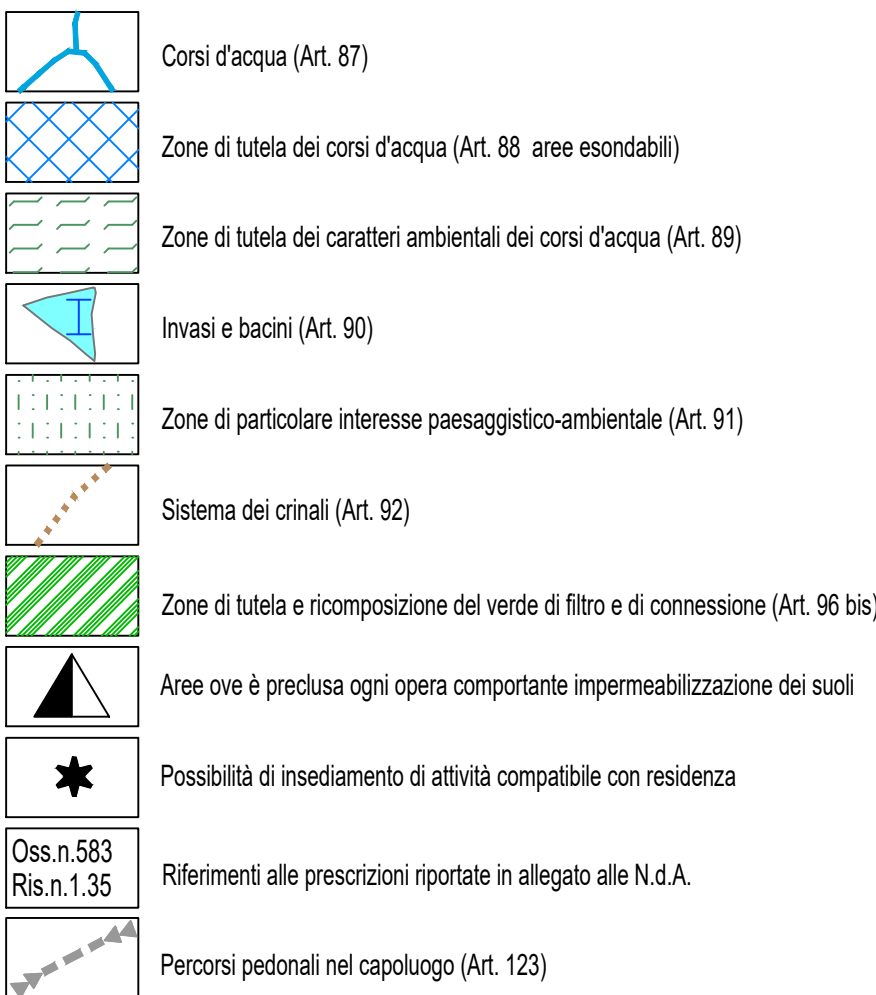 Corsi d'acqua (Art. 87)
Zone di tutela dei corsi d'acqua (Art. 88  aree esondabili)
Zone di tutela dei caratteri ambientali dei corsi d'acqua (Art. 89)
Invasi e bacini (Art. 90)
Zone di particolare interesse paesaggistico-ambientale (Art. 91)
Sistema dei crinali (Art. 92)
Zone di tutela e ricomposizione del verde di filtro e di connessione (Art. 96 bis)
Aree ove è preclusa ogni opera comportante impermeabilizzazione dei suoli
Possibilità di insediamento di attività compatibile con residenza
Oss.n.583
Ris.n.1.35
Riferimenti alle prescrizioni riportate in allegato alle N.d.A.
Percorsi pedonali nel capoluogo (Art. 123)